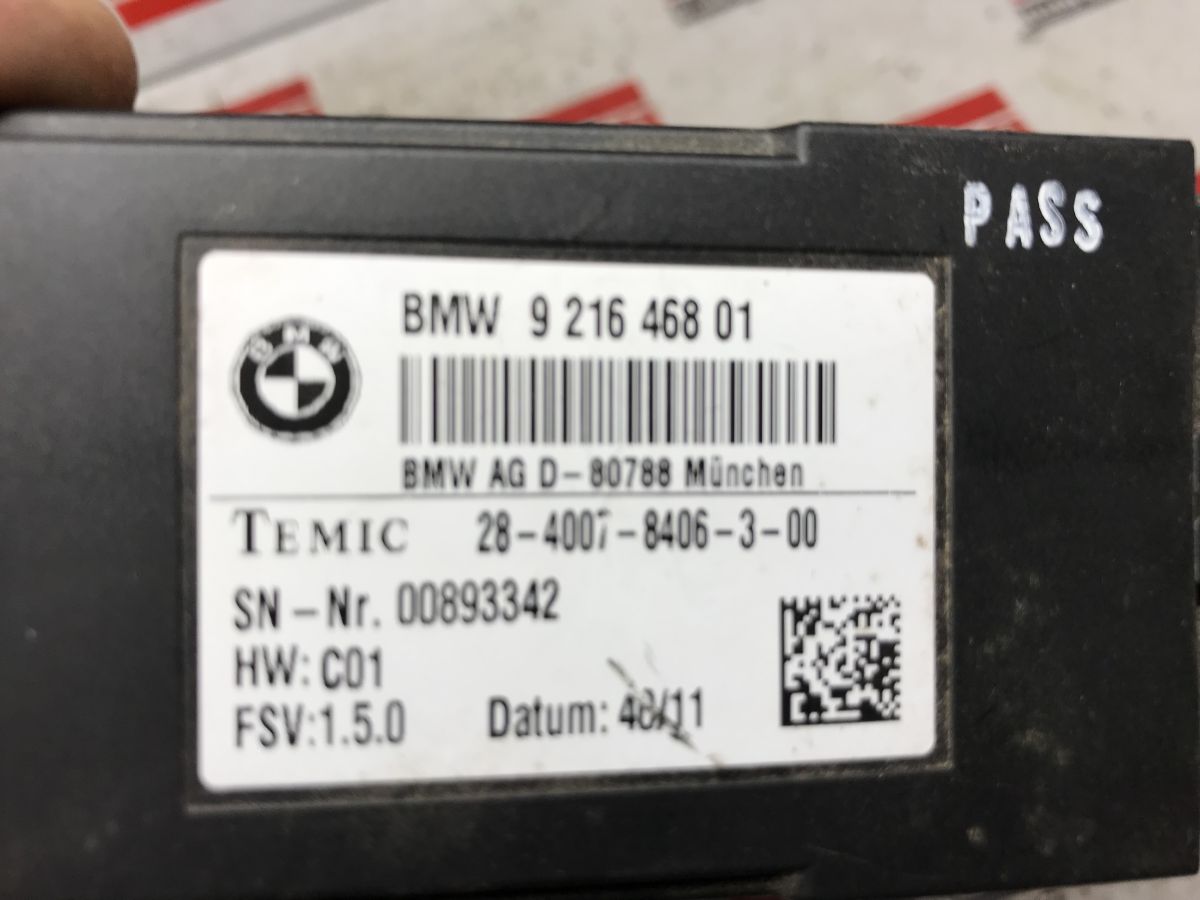 PASS
BMW 9 216 468 01
BMW
BMW AG D-80788 München
TEMIC 28-4007-8406-3-00
SN-Nr. 00893342
HW: C01
FSV:1.5.0 Datum: